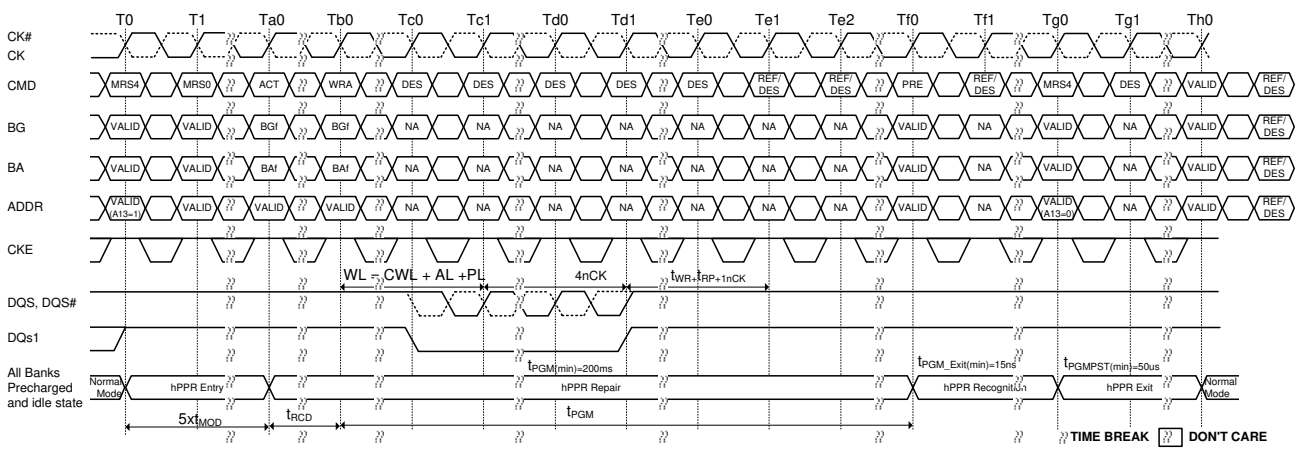 T0 T1 Ta0 Tb0 Tc0 Tc1 Td0 Td1 Te0 Te1 Te2 Tf0 Tf1 Tg0 Tg1 Th0
CK#
CK
CMD MRS4 MRS0 ACT WRA DES DES DES DES DES REF/DES REF/DES PRE REF/DES MRS4 DES VALID REF/DES
BG VALID VALID BGf BGf NA NA NA NA NA NA NA VALID NA VALID NA VALID REF/DES
BA VALID VALID BAf BAf NA NA NA NA NA NA NA VALID NA VALID NA VALID REF/DES
ADDR VALID (A13=1) VALID VALID VALID NA NA NA NA NA NA NA VALID NA VALID (A13=0) NA VALID REF/DES
CKE
WL = CWL + AL +PL 4nCK tWR+tRP+1nCK
DQS, DQS#
DQs1
tPGM(min)=200ms tPGM_Exit(min)=15ns tPGMPST(min)=50us
All Banks
Precharged
and idle state
Normal Mode hPPR Entry hPPR Repair hPPR Recognition hPPR Exit Normal Mode
5xtMOD tRCD tPGM
TIME BREAK DON'T CARE